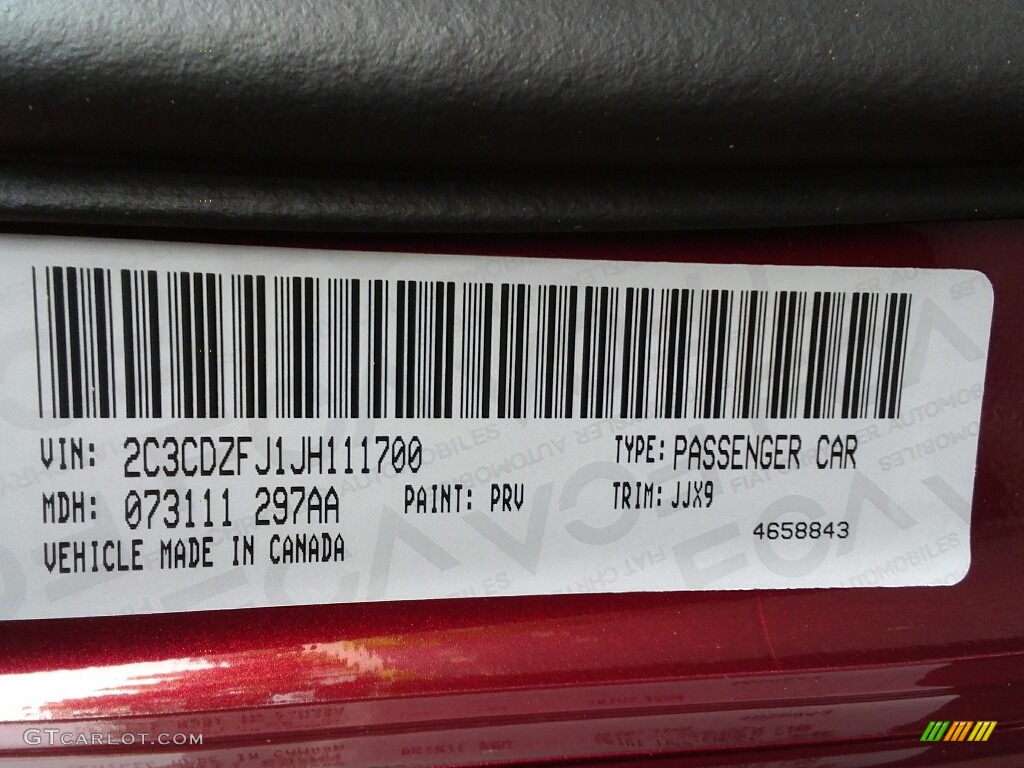 VIN: 2C3CDZFJ1JH111700 TYPE: PASSENGER CAR
MDH: 073111 297AA PAINT: PRV TRIM: JJX9
4658843
VEHICLE MADE IN CANADA
GTCARLOT.COM